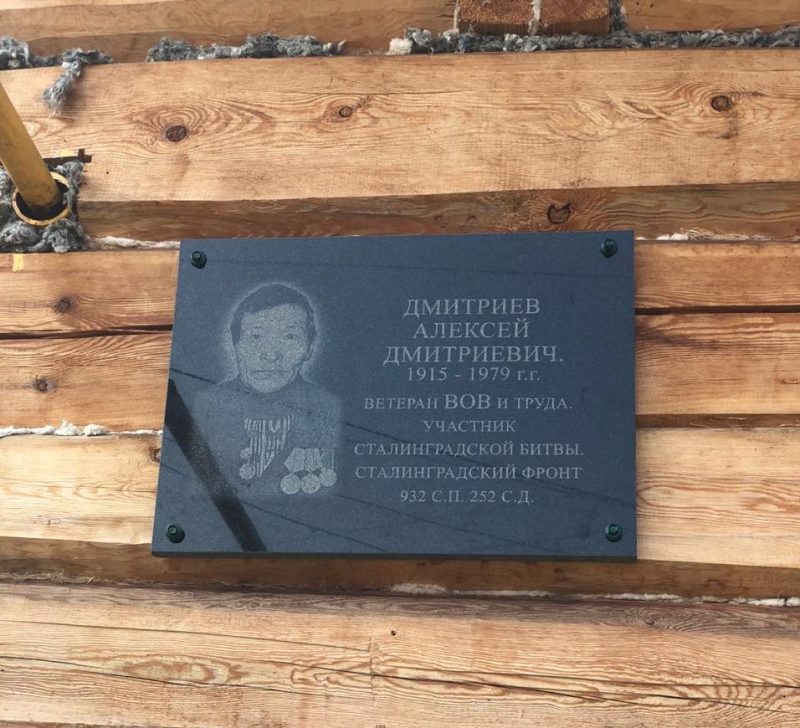 ДМИТРИЕВ
АЛЕКСЕЙ
ДМИТРИЕВИЧ.
1915 - 1979 г.г.
ВЕТЕРАН ВОВ И ТРУДА.
УЧАСТНИК
СТАЛИНГРАДСКОЙ БИТВЫ.
СТАЛИНГРАДСКИЙ ФРОНТ
932 С.П. 252 С.Д.